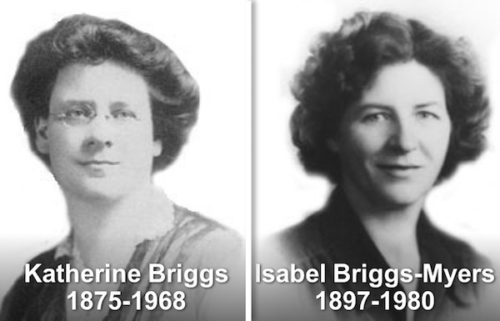 Katherine Briggs
1875-1968
Isabel Briggs-Myers
1897-1980